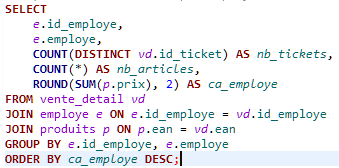 SELECT
e.id_employe,
e.employe,
COUNT(DISTINCT vd.id_ticket) AS nb_tickets,
COUNT(*) AS nb_articles,
ROUND(SUM(p.prix), 2) AS ca_employe
FROM vente_detail vd
JOIN employe e ON e.id_employe = vd.id_employe
JOIN produits p ON p.ean = vd.ean
GROUP BY e.id_employe, e.employe
ORDER BY ca_employe DESC;